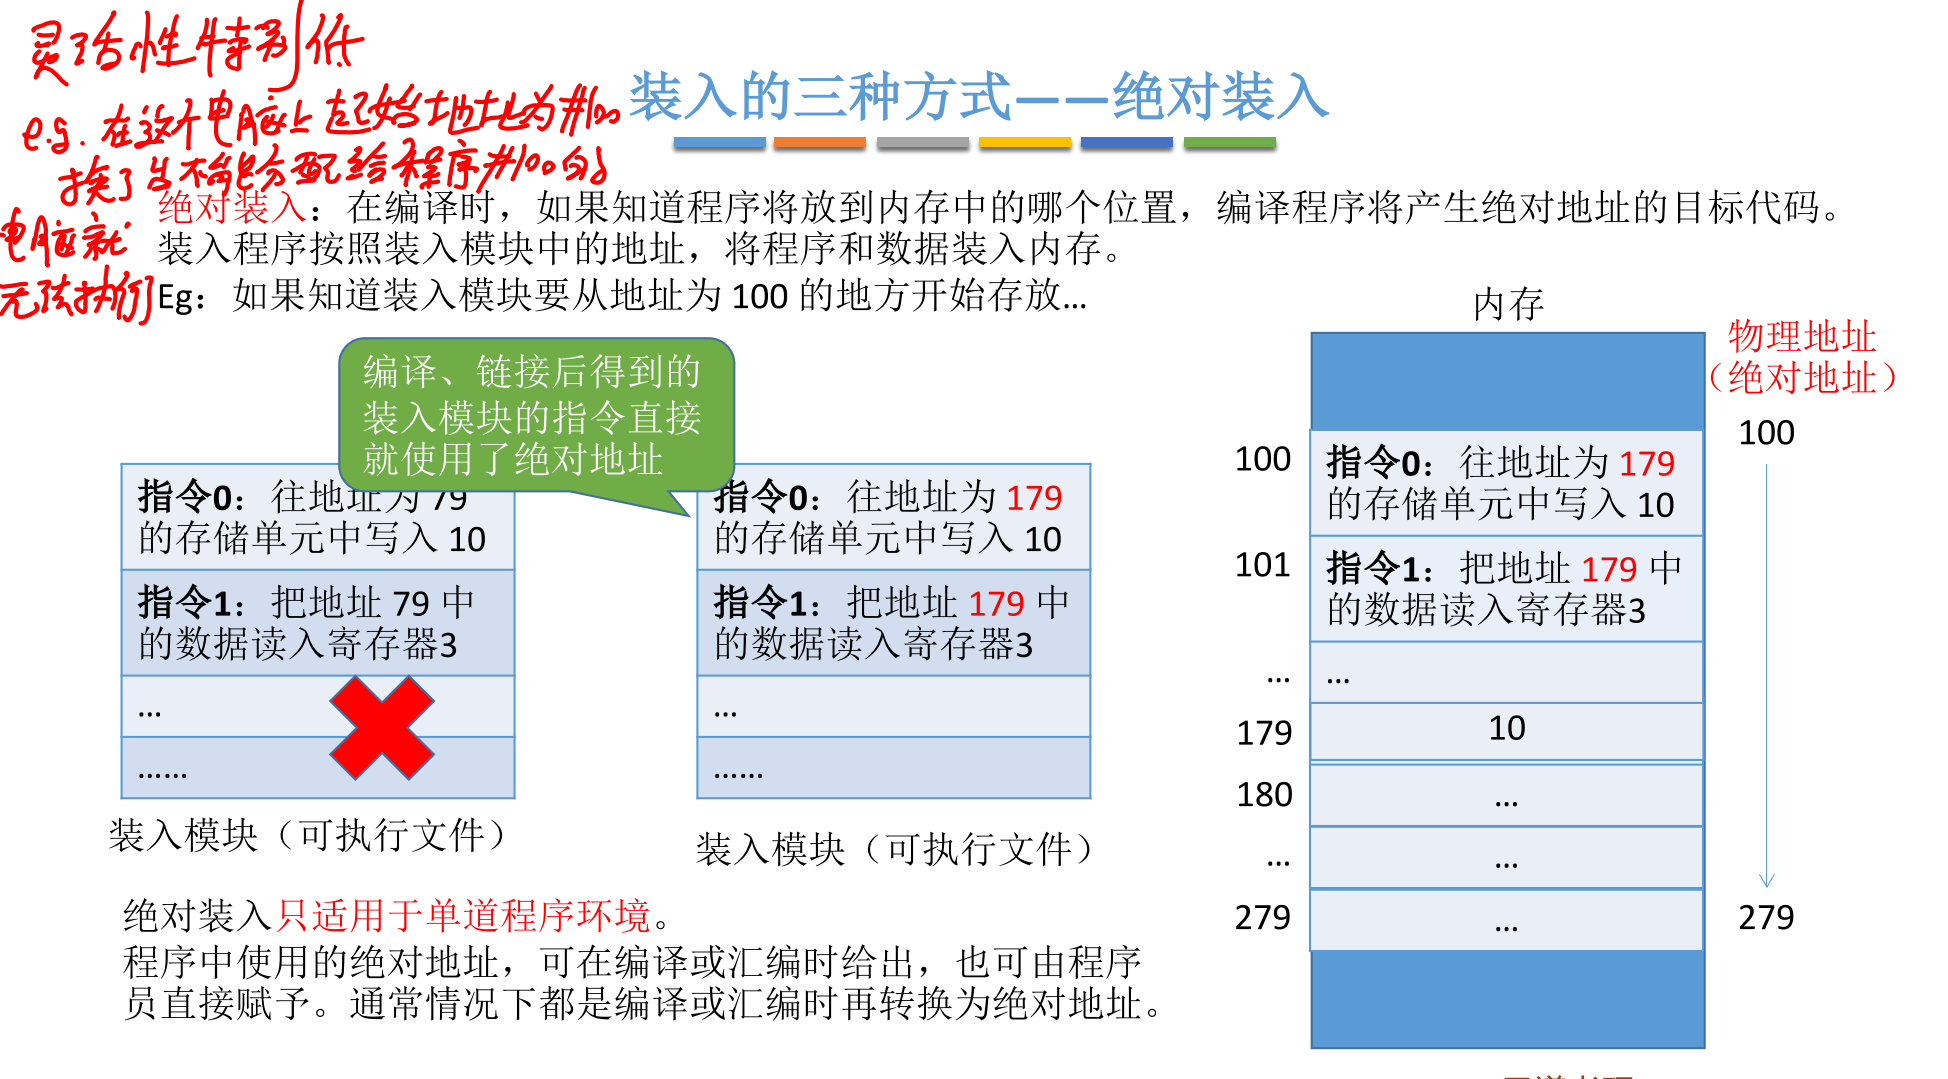 灵活性特别低
e.g. 在这个电脑上起始地址为#100
换了台不能分配给程序#100的
电脑就
无法执行
装入的三种方式——绝对装入
绝对装入：在编译时，如果知道程序将放到内存中的哪个位置，编译程序将产生绝对地址的目标代码。
装入程序按照装入模块中的地址，将程序和数据装入内存。
Eg：如果知道装入模块要从地址为 100 的地方开始存放...
编译、链接后得到的
装入模块的指令直接
就使用了绝对地址
指令0：往地址为 79
的存储单元中写入 10
指令1：把地址 79 中
的数据读入寄存器3
...
......
装入模块（可执行文件）
指令0：往地址为 179
的存储单元中写入 10
指令1：把地址 179 中
的数据读入寄存器3
...
......
装入模块（可执行文件）
内存
物理地址
（绝对地址）
100
100
指令0：往地址为 179
的存储单元中写入 10
101
指令1：把地址 179 中
的数据读入寄存器3
...
...
179
10
180
...
...
...
279
...
279
绝对装入只适用于单道程序环境。
程序中使用的绝对地址，可在编译或汇编时给出，也可由程序
员直接赋予。通常情况下都是编译或汇编时再转换为绝对地址。